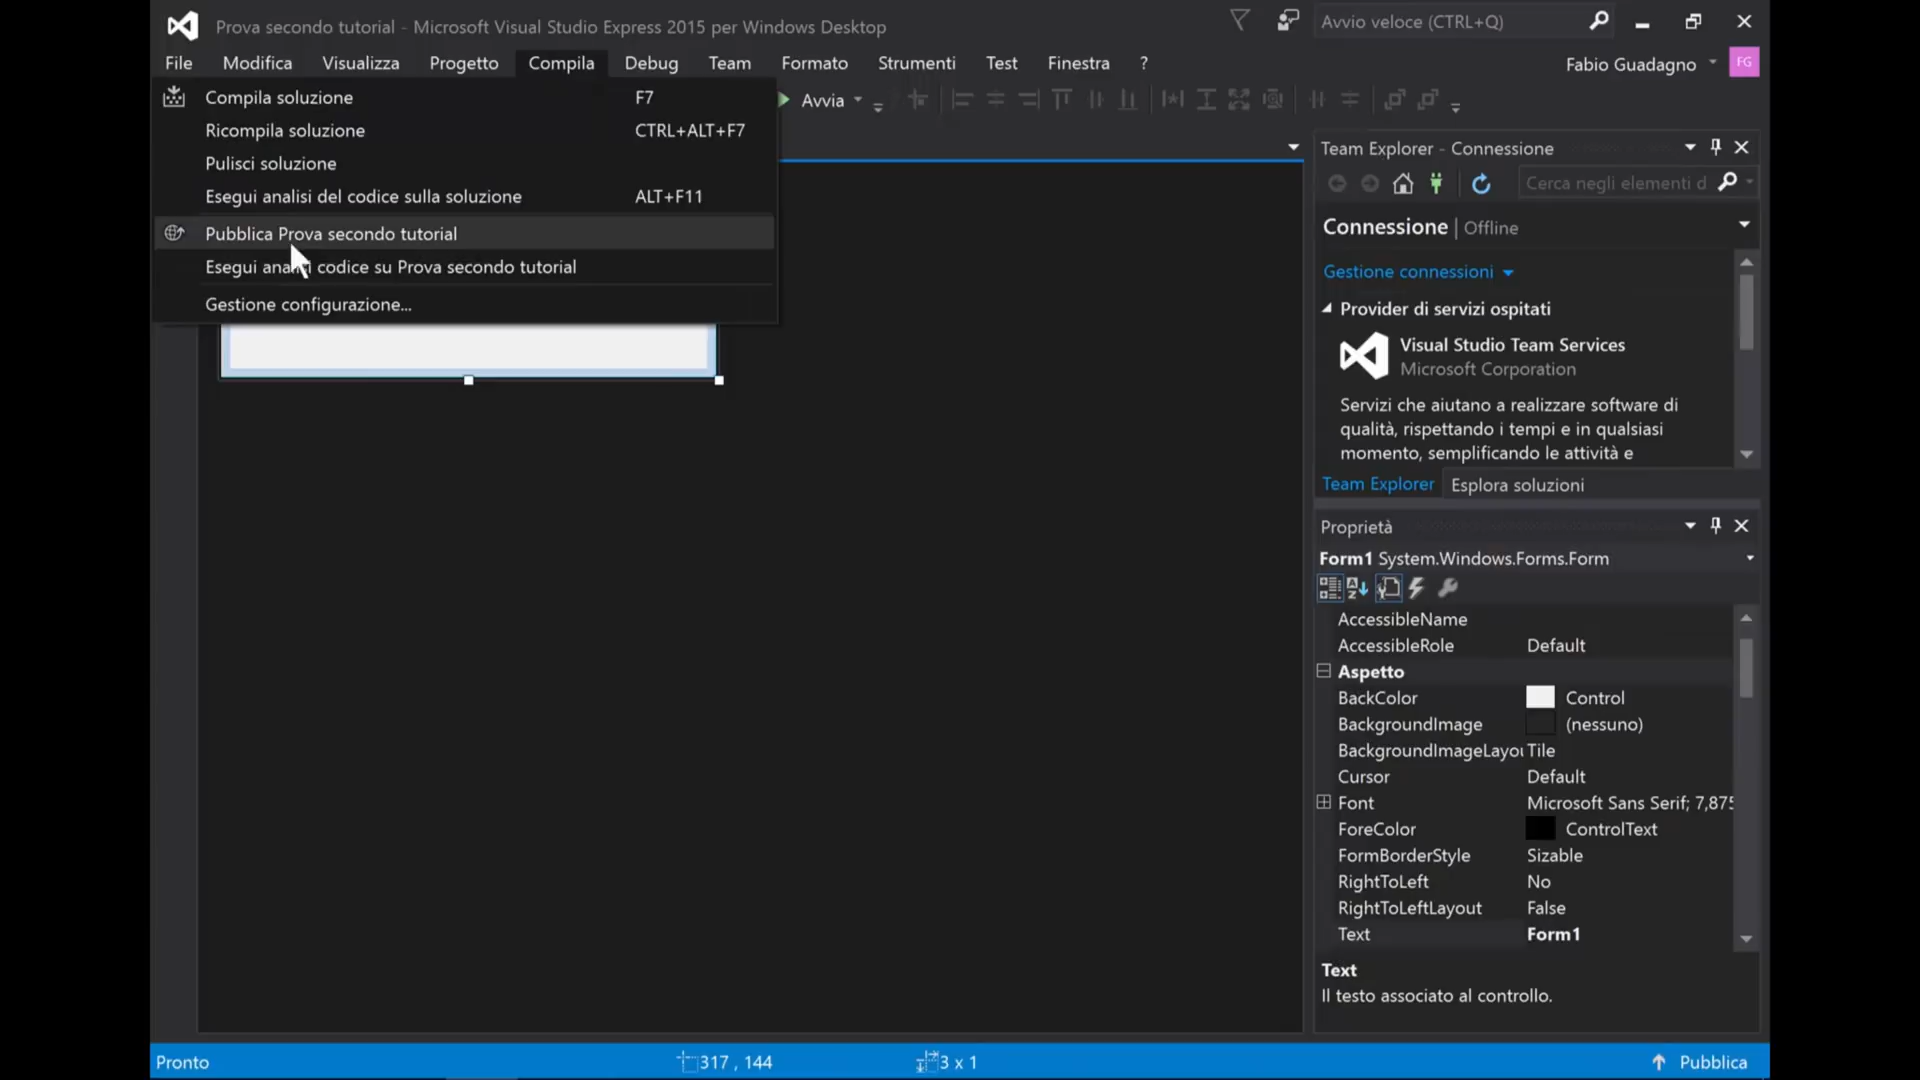 Prova secondo tutorial - Microsoft Visual Studio Express 2015 per Windows Desktop
Avvio veloce (CTRL+Q)
File Modifica Visualizza Progetto Compila Debug Team Formato Strumenti Test Finestra ?
Fabio Guadagno FG
Compila soluzione F7
Avvia
Ricompila soluzione CTRL+ALT+F7
Pulisci soluzione
Esegui analisi del codice sulla soluzione ALT+F11
Pubblica Prova secondo tutorial
Esegui codice su Prova secondo tutorial
Gestione configurazione...
Team Explorer - Connessione
Cerca negli elementi d
Connessione | Offline
Gestione connessioni
Provider di servizi ospitati
Visual Studio Team Services
Microsoft Corporation
Servizi che aiutano a realizzare software di
qualità, rispettando i tempi e in qualsiasi
momento, semplificando le attività e
Team Explorer Esplora soluzioni
Proprietà
Form1 System.Windows.Forms.Form
AccessibleName
AccessibleRole Default
Aspetto
BackColor Control
BackgroundImage (nessuno)
BackgroundImageLayou Tile
Cursor Default
Font Microsoft Sans Serif; 7,875
ForeColor ControlText
FormBorderStyle Sizable
RightToLeft No
RightToLeftLayout False
Text Form1
Text
Il testo associato al controllo.
Pronto 317 , 144 3 x 1 Pubblica